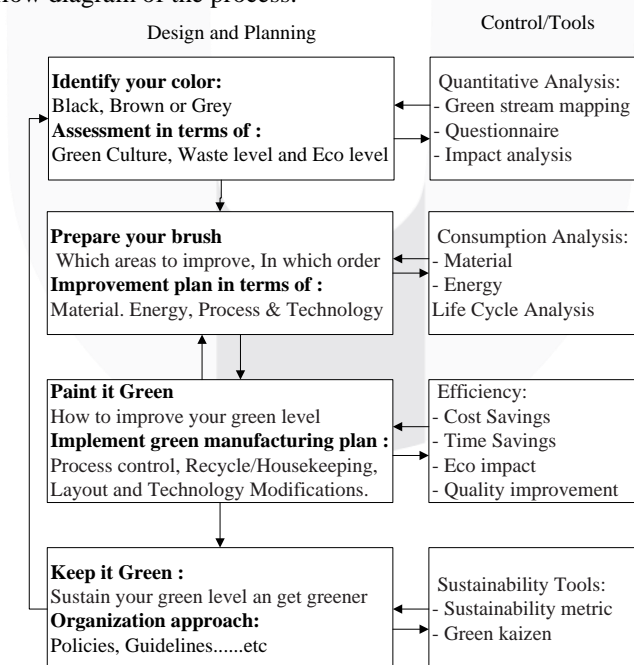 low diagram of the process.
Design and Planning
Control/Tools
Identify your color:
Black, Brown or Grey
Assessment in terms of :
Green Culture, Waste level and Eco level
Quantitative Analysis:
- Green stream mapping
- Questionnaire
- Impact analysis
Prepare your brush
Which areas to improve, In which order
Improvement plan in terms of :
Material. Energy, Process & Technology
Consumption Analysis:
- Material
- Energy
Life Cycle Analysis
Paint it Green
How to improve your green level
Implement green manufacturing plan :
Process control, Recycle/Housekeeping,
Layout and Technology Modifications.
Efficiency:
- Cost Savings
- Time Savings
- Eco impact
- Quality improvement
Keep it Green :
Sustain your green level an get greener
Organization approach:
Policies, Guidelines......etc
Sustainability Tools:
- Sustainability metric
- Green kaizen